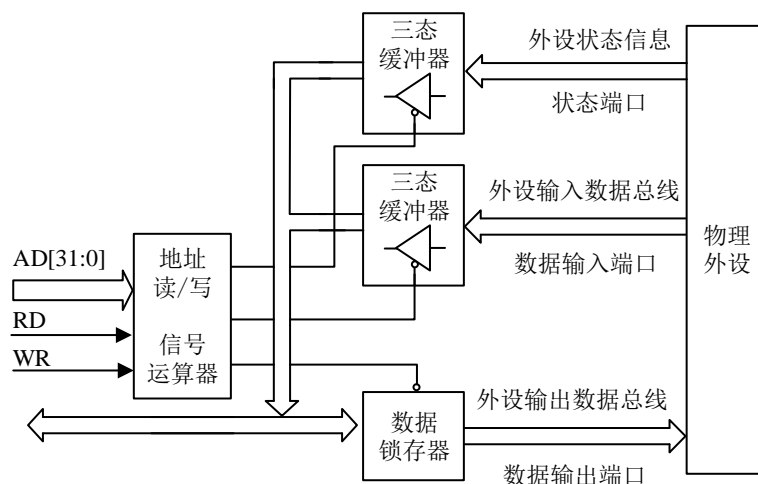 三态
缓冲器
外设状态信息
状态端口
三态
缓冲器
外设输入数据总线
数据输入端口
物理
外设
AD[31:0]
RD
WR
地址
读/写
信号
运算器
数据
锁存器
外设输出数据总线
数据输出端口